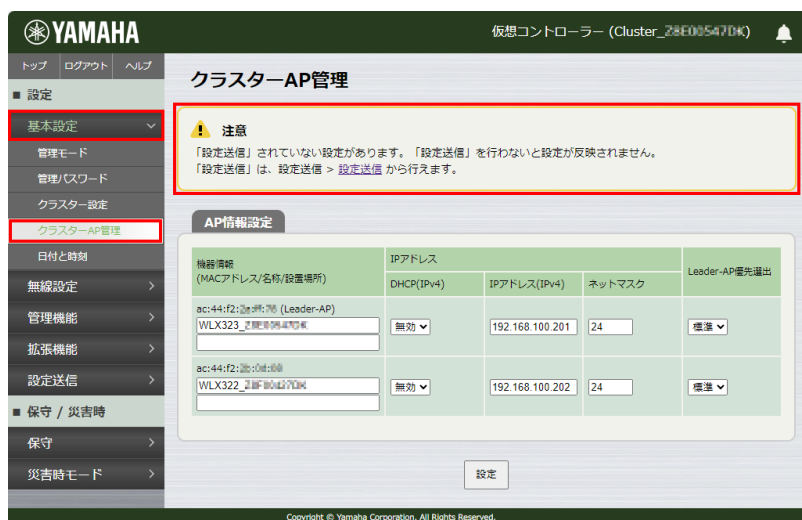 YAMAHA
仮想コントローラー (Cluster_
トップ ログアウト ヘルプ
■ 設定
基本設定
管理モード
管理パスワード
クラスター設定
クラスターAP管理
日付と時刻
無線設定
管理機能
拡張機能
設定送信
■ 保守 / 災害時
保守
災害時モード
クラスターAP管理
注意
「設定送信」されていない設定があります。「設定送信」を行わないと設定が反映されません。
「設定送信」は、設定送信 > 設定送信 から行えます。
AP情報設定
機器情報
(MACアドレス/名称/設置場所)
IPアドレス
DHCP(IPv4) IPアドレス(IPv4) ネットマスク
Leader-AP優先選出
ac:44:f2: (Leader-AP)
WLX323_
無効 192.168.100.201 24 標準
ac:44:f2:
WLX322_
無効 192.168.100.202 24 標準
設定
Copyright © Yamaha Corporation. All Rights Reserved.